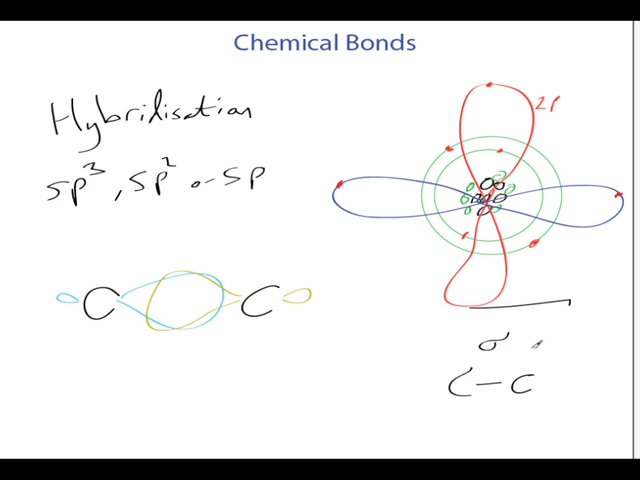 Chemical Bonds
Hybridisation
2p
sp³, sp² or sp
C C
σ
C–C